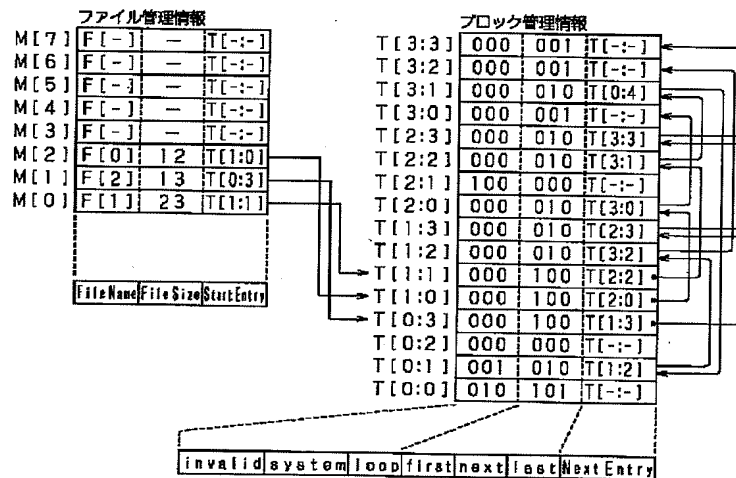 ファイル管理情報
M[7] F[-] — T[-:-]
M[6] F[-] — T[-:-]
M[5] F[-] — T[-:-]
M[4] F[-] — T[-:-]
M[3] F[-] — T[-:-]
M[2] F[0] 12 T[1:0]
M[1] F[2] 13 T[0:3]
M[0] F[1] 23 T[1:1]
FileName FileSize StartEntry
ブロック管理情報
T[3:3] 000 001 T[-:-]
T[3:2] 000 001 T[-:-]
T[3:1] 000 010 T[0:4]
T[3:0] 000 001 T[-:-]
T[2:3] 000 010 T[3:3]
T[2:2] 000 010 T[3:1]
T[2:1] 100 000 T[-:-]
T[2:0] 000 010 T[3:0]
T[1:3] 000 010 T[2:3]
T[1:2] 000 010 T[3:2]
T[1:1] 000 100 T[2:2]
T[1:0] 000 100 T[2:0]
T[0:3] 000 100 T[1:3]
T[0:2] 000 000 T[-:-]
T[0:1] 001 010 T[1:2]
T[0:0] 010 101 T[-:-]
invalid system loop first next last Next Entry